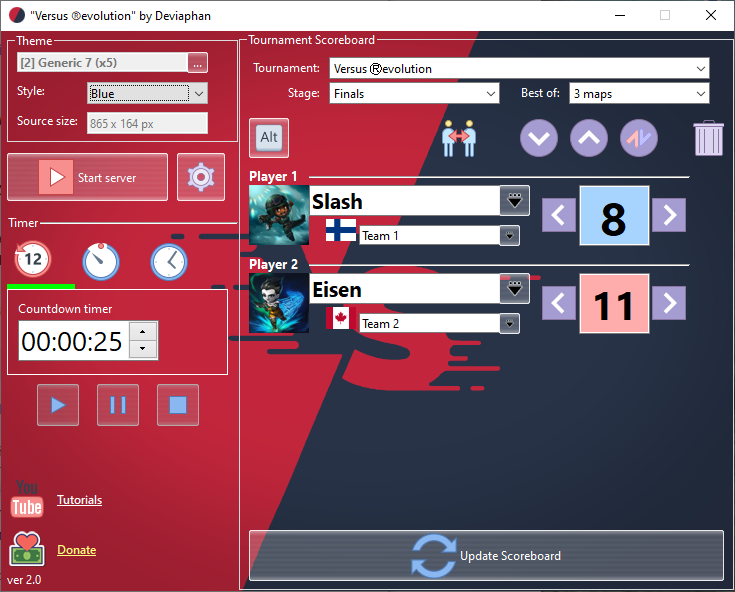 "Versus ®evolution" by Deviaphan
Theme
[2] Generic 7 (x5)
...
Style:
Blue
Source size:
865 x 164 px
Start server
Timer
12
Countdown timer
00:00:25
You
Tube
Tutorials
Donate
ver 2.0
Tournament Scoreboard
Tournament:
Versus ®evolution
Stage:
Finals
Best of:
3 maps
Alt
Player 1
Slash
Team 1
8
Player 2
Eisen
Team 2
11
Update Scoreboard